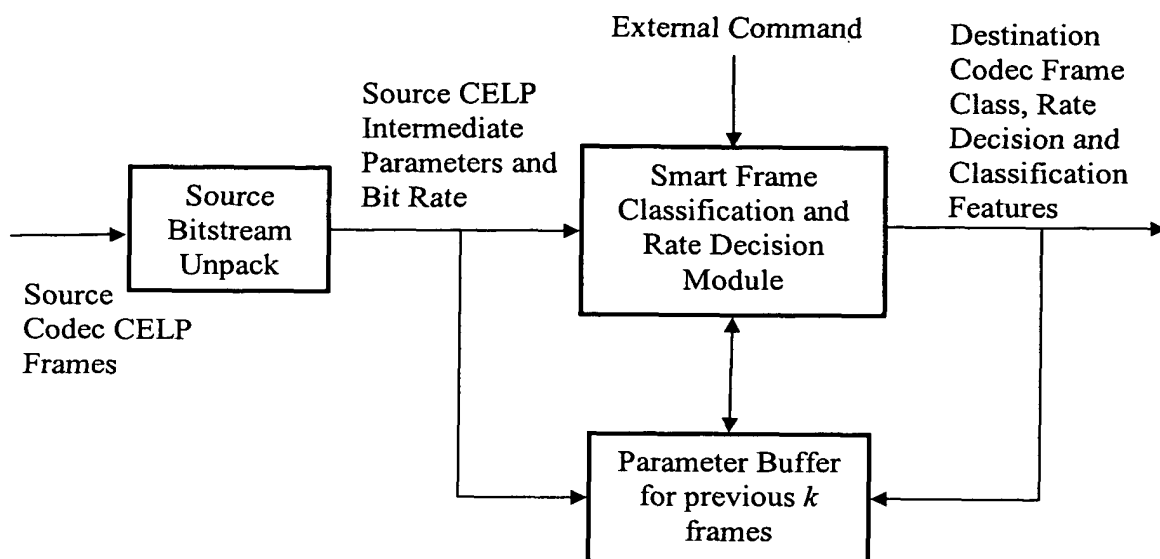 External Command
Destination
Codec Frame
Class, Rate
Decision and
Classification
Features
Source CELP
Intermediate
Parameters and
Bit Rate
Source
Bitstream
Unpack
Smart Frame
Classification and
Rate Decision
Module
Source
Codec CELP
Frames
Parameter Buffer
for previous k
frames